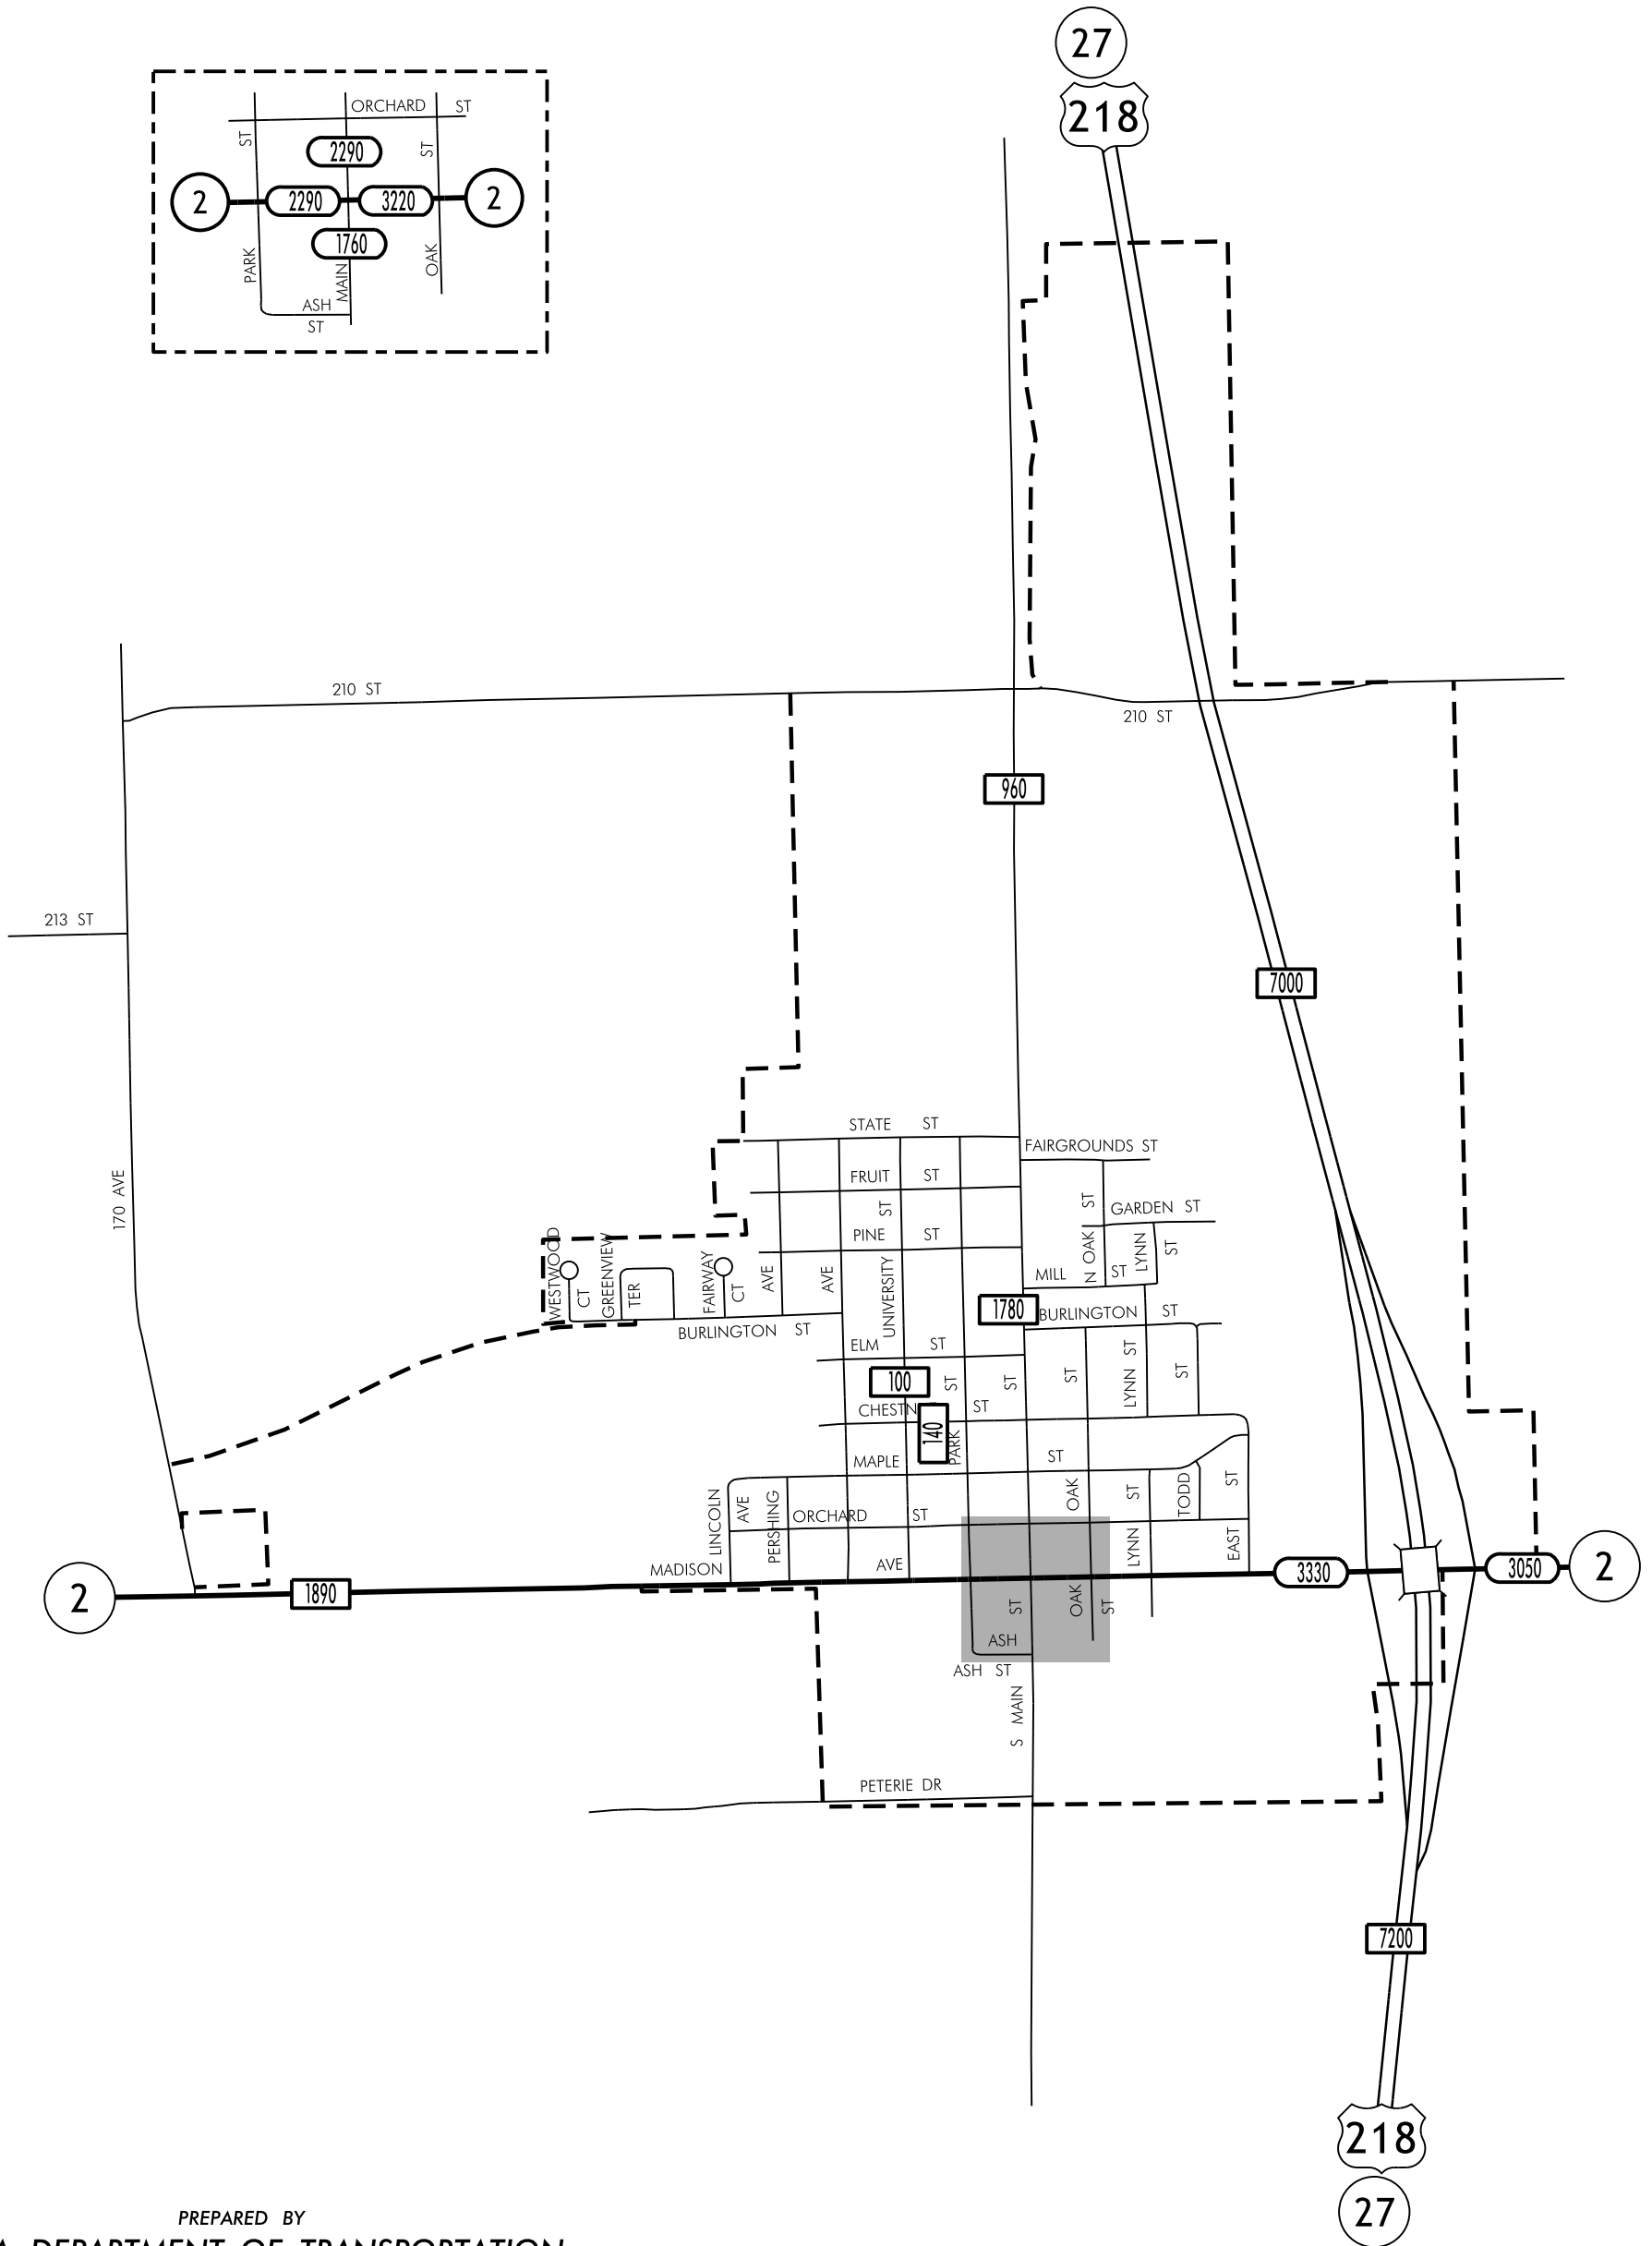 27
218
ORCHARD ST
ST
ST
2290
2
2290
3220
2
1760
PARK
MAIN
OAK
ASH
ST
210 ST
210 ST
960
213 ST
7000
170 AVE
STATE ST
FAIRGROUNDS ST
FRUIT ST
ST
ST
GARDEN ST
PINE ST
N OAK
LYNN
ST
WESTWOOD
CT
GREENVIEW
TER
FAIRWAY
CT
AVE
AVE
UNIVERSITY
MILL ST
1780
BURLINGTON ST
BURLINGTON ST
ELM ST
100
ST
ST
ST
LYNN ST
ST
CHESTN ST
140
PARK
MAPLE ST
LINCOLN
AVE
PERSHING
ORCHARD ST
OAK
ST
TODD
ST
MADISON AVE
LYNN
EAST
2
1890
3330
3050
2
ST
OAK
ST
ASH
ASH ST
S MAIN
PETERIE DR
7200
218
27
PREPARED BY
A DEPARTMENT OF TRANSPORTATION